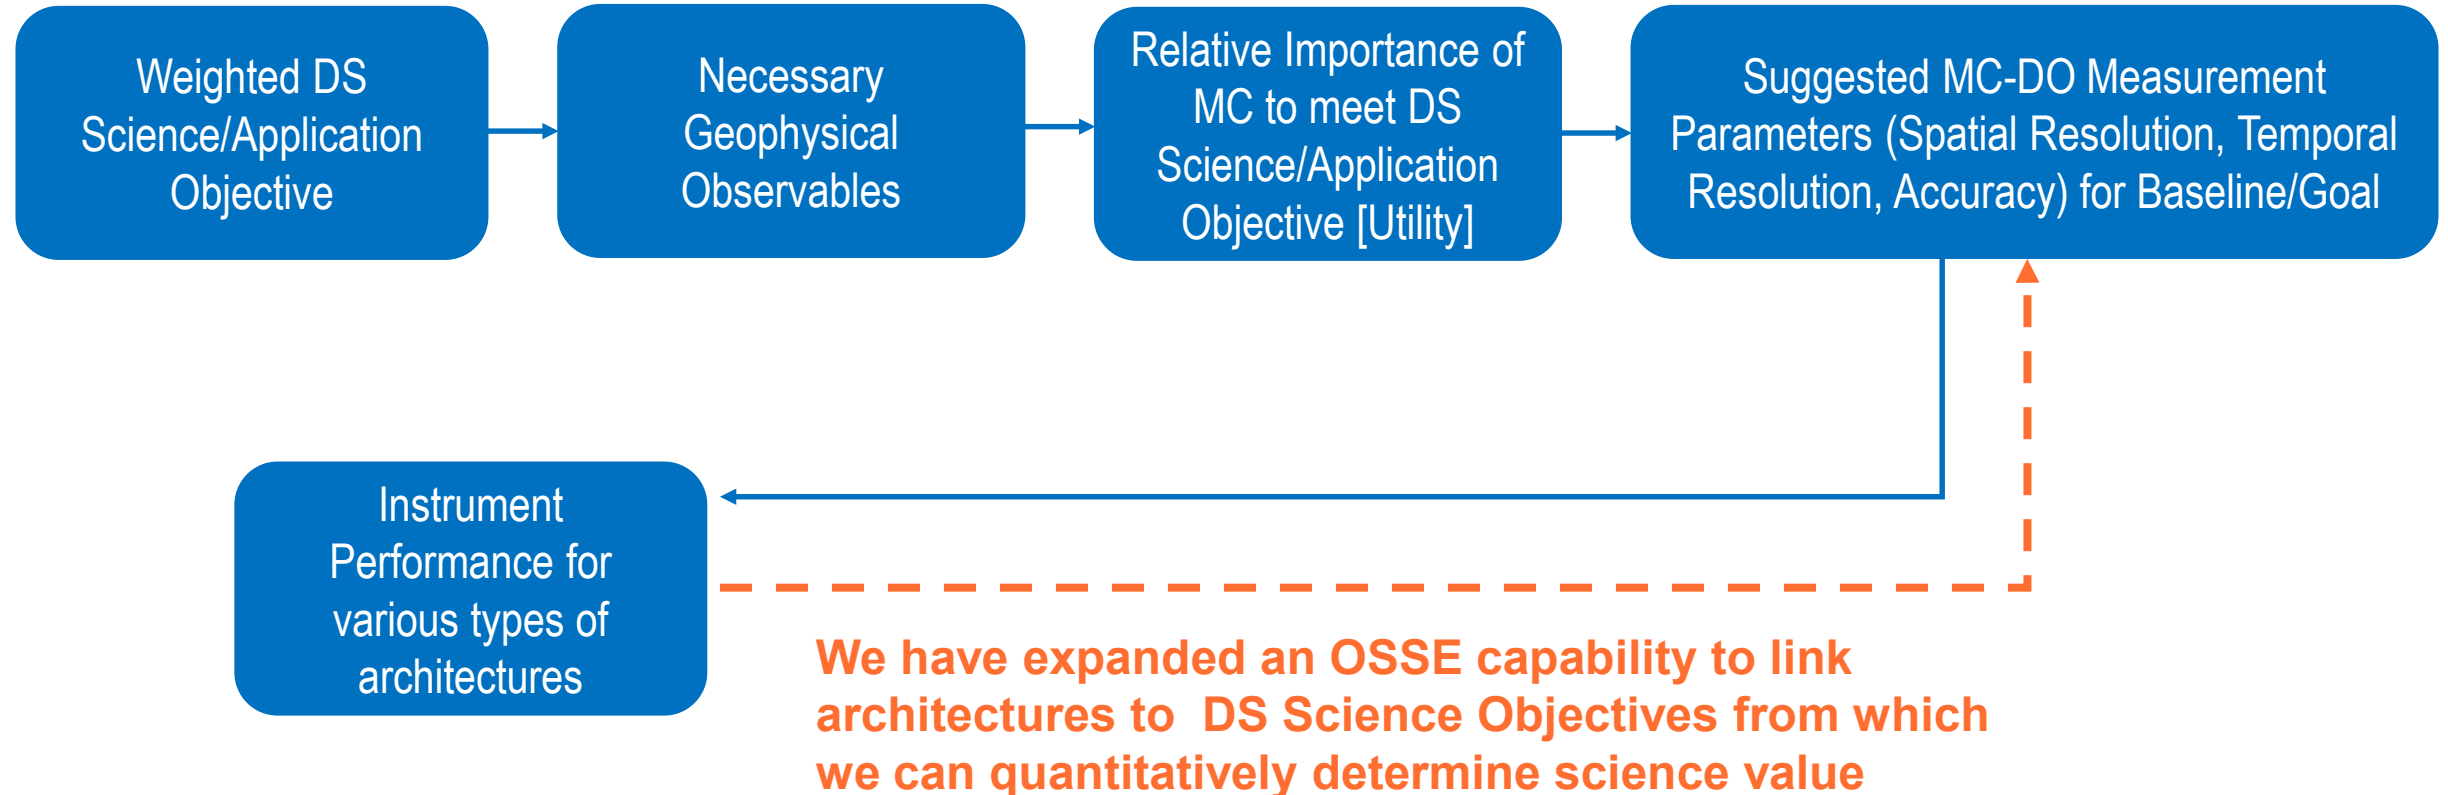 Weighted DS
Science/Application
Objective
Necessary
Geophysical
Observables
Relative Importance of
MC to meet DS
Science/Application
Objective [Utility]
Suggested MC-DO Measurement
Parameters (Spatial Resolution, Temporal
Resolution, Accuracy) for Baseline/Goal
Instrument
Performance for
various types of
architectures
We have expanded an OSSE capability to link
architectures to  DS Science Objectives from which
we can quantitatively determine science value